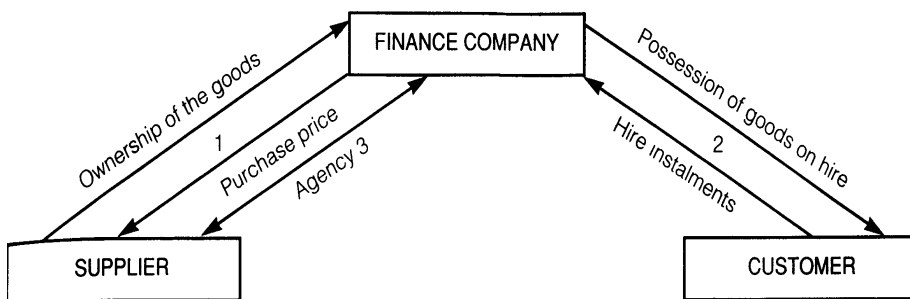 FINANCE COMPANY
Ownership of the goods
1
Purchase price
Agency 3
Possession of goods on hire
2
Hire instalments
SUPPLIER
CUSTOMER